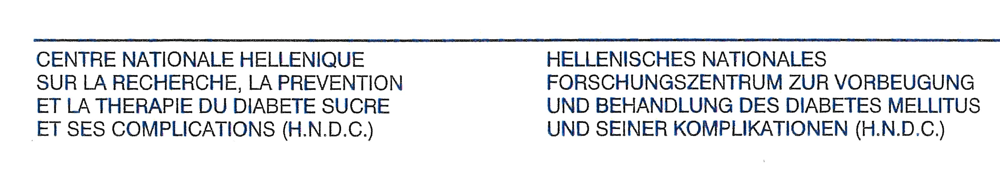 CENTRE NATIONALE HELLENIQUE
SUR LA RECHERCHE, LA PREVENTION
ET LA THERAPIE DU DIABETE SUCRE
ET SES COMPLICATIONS (H.N.D.C.)
HELLENISCHES NATIONALES
FORSCHUNGSZENTRUM ZUR VORBEUGUNG
UND BEHANDLUNG DES DIABETES MELLITUS
UND SEINER KOMPLIKATIONEN (H.N.D.C.)